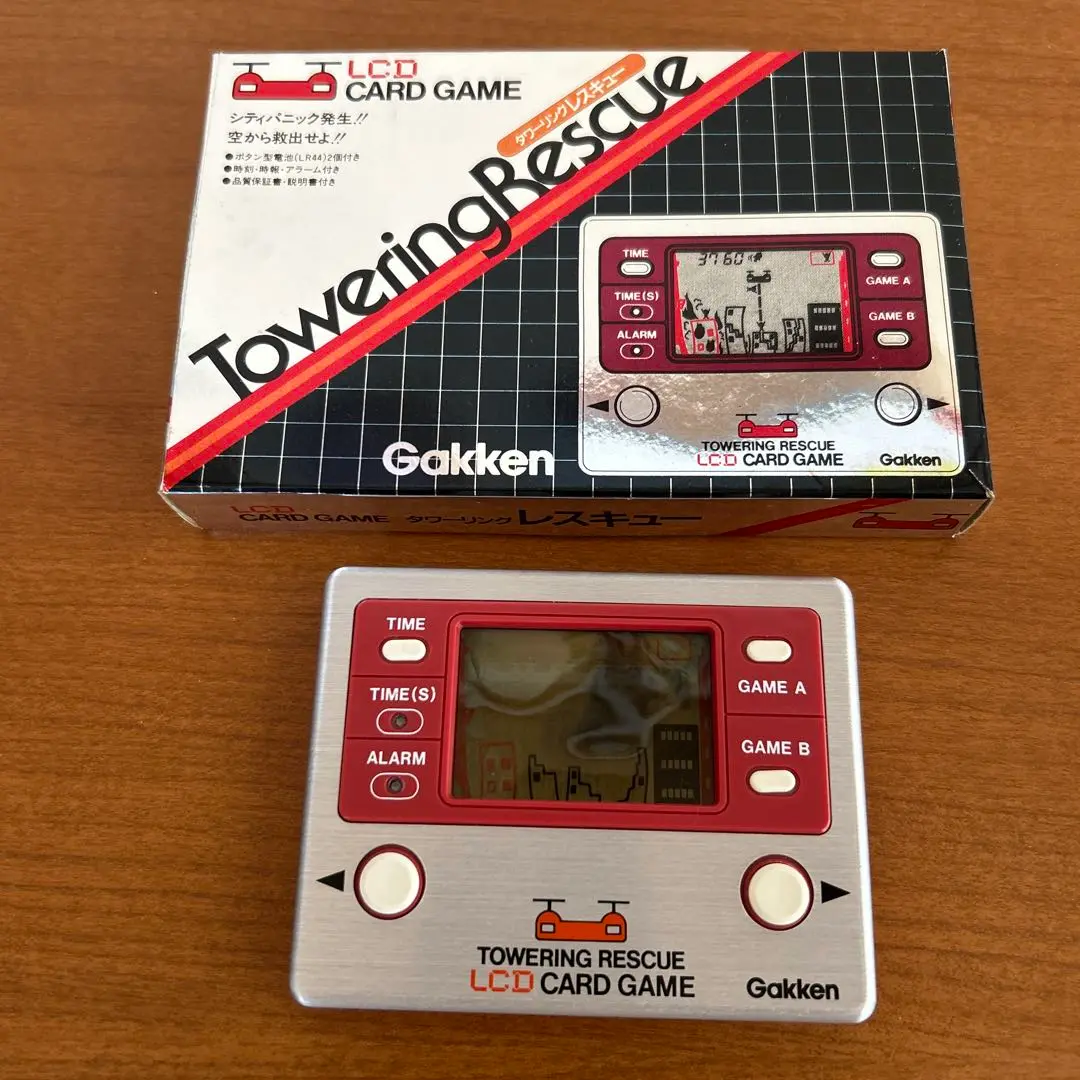 LCD
CARD GAME
シティパニック発生!!
空から救出せよ!!
●ボタン型電池(LR44)2個付き
●時刻・時報・アラーム付き
●品質保証書・説明書付き
タワーリングレスキュー
ToweringRescue
TIME
TIME(S)
ALARM
37 60
GAME A
GAME B
TOWERING RESCUE
LCD CARD GAME
Gakken
Gakken
LCD
CARD GAME タワーリングレスキュー
TIME
TIME(S)
ALARM
GAME A
GAME B
TOWERING RESCUE
LCD CARD GAME
Gakken